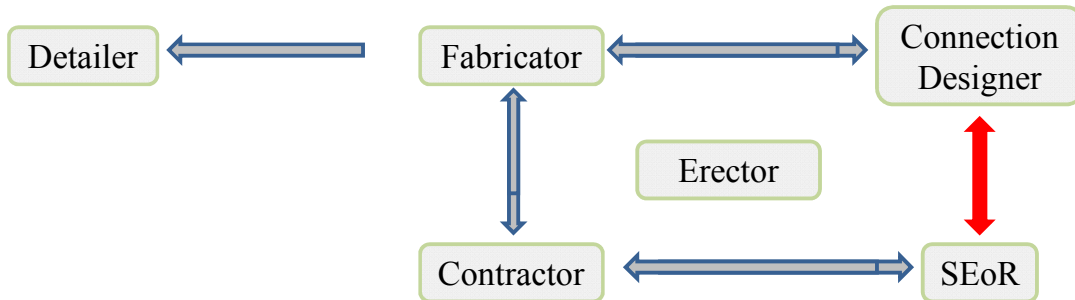 Detailer
Fabricator
Connection
Designer
Erector
Contractor
SEoR